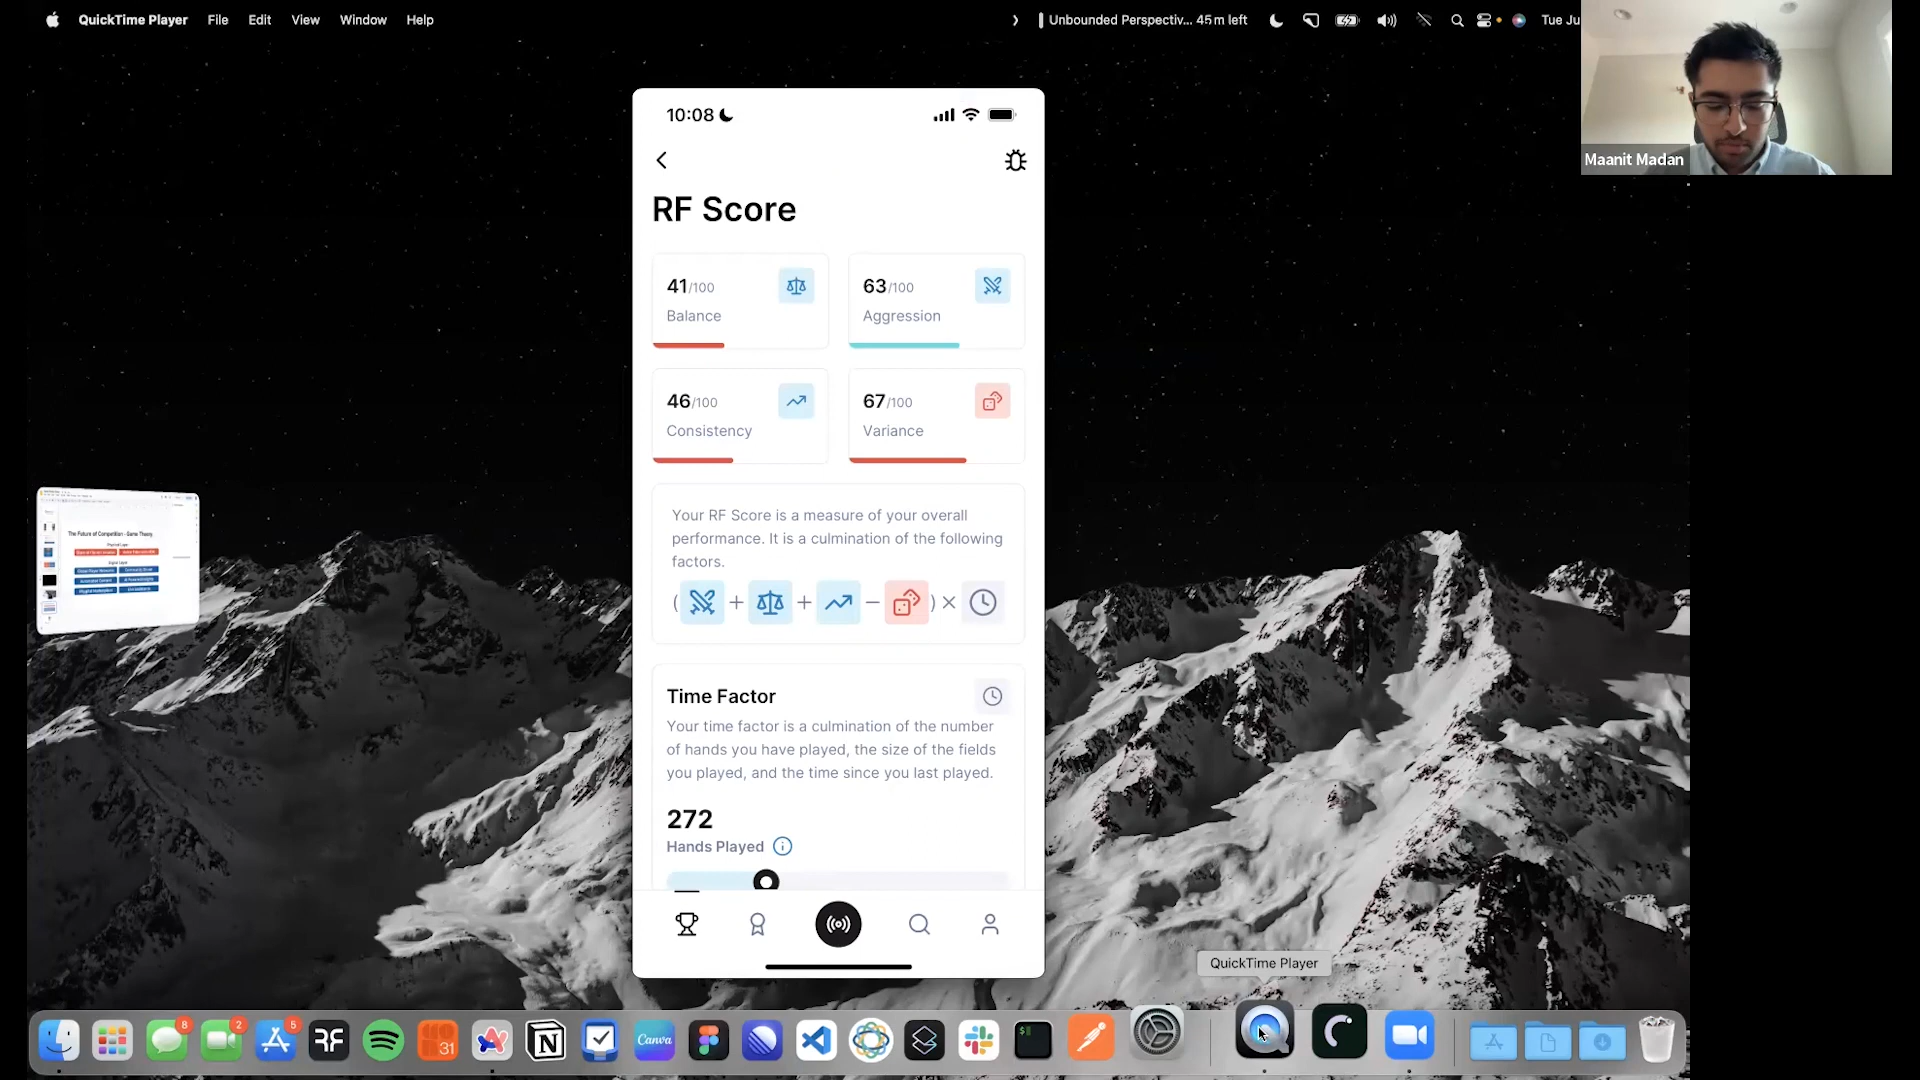 QuickTime Player File Edit View Window Help
Unbounded Perspectiv... 45 m left
Tue Ju
Maanit Madan
10:08
RF Score
41/100
Balance
63/100
Aggression
46/100
Consistency
67/100
Variance
Your RF Score is a measure of your overall
performance. It is a culmination of the following
factors.
( + + − ) ×
Time Factor
Your time factor is a culmination of the number
of hands you have played, the size of the fields
you played, and the time since you last played.
272
Hands Played
The Future of Competition - Game Theory
QuickTime Player
8
2
5
31
Canva
$